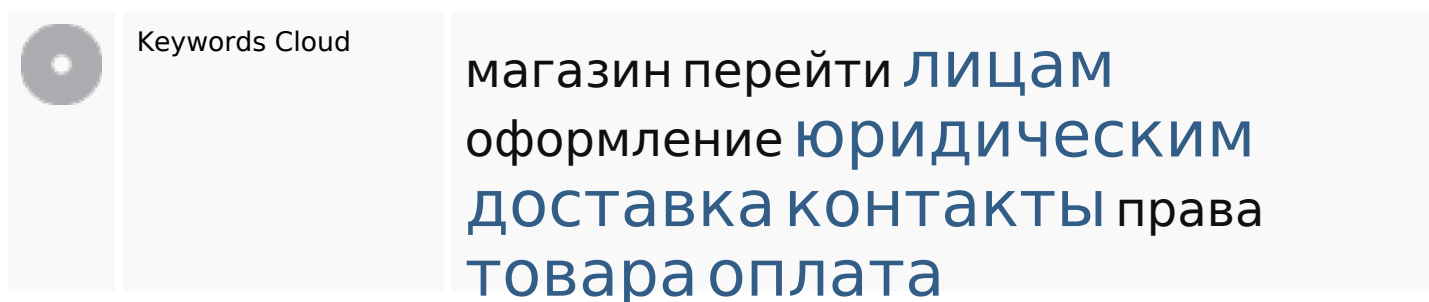 Keywords Cloud
магазин перейти лицам
оформление юридическим
доставка контакты права
товара оплата